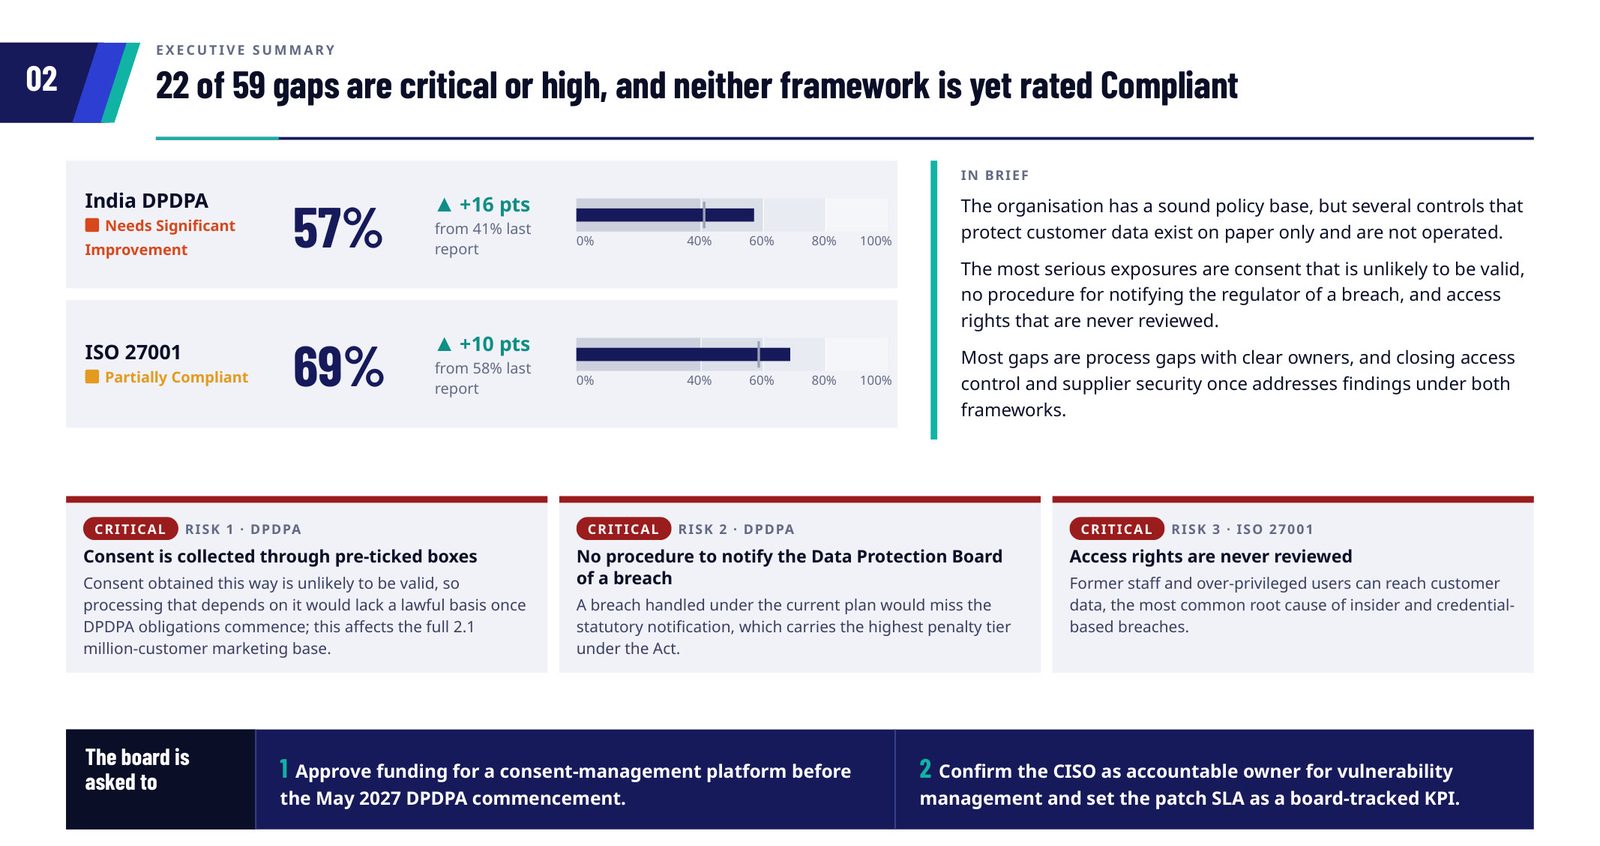 02
EXECUTIVE SUMMARY
22 of 59 gaps are critical or high, and neither framework is yet rated Compliant
India DPDPA
Needs Significant
Improvement
57%
▲ +16 pts
from 41% last
report
0% 40% 60% 80% 100%
ISO 27001
Partially Compliant
69%
▲ +10 pts
from 58% last
report
0% 40% 60% 80% 100%
IN BRIEF
The organisation has a sound policy base, but several controls that
protect customer data exist on paper only and are not operated.
The most serious exposures are consent that is unlikely to be valid,
no procedure for notifying the regulator of a breach, and access
rights that are never reviewed.
Most gaps are process gaps with clear owners, and closing access
control and supplier security once addresses findings under both
frameworks.
CRITICAL RISK 1 · DPDPA
Consent is collected through pre-ticked boxes
Consent obtained this way is unlikely to be valid, so
processing that depends on it would lack a lawful basis once
DPDPA obligations commence; this affects the full 2.1
million-customer marketing base.
CRITICAL RISK 2 · DPDPA
No procedure to notify the Data Protection Board
of a breach
A breach handled under the current plan would miss the
statutory notification, which carries the highest penalty tier
under the Act.
CRITICAL RISK 3 · ISO 27001
Access rights are never reviewed
Former staff and over-privileged users can reach customer
data, the most common root cause of insider and credential-
based breaches.
The board is
asked to
1 Approve funding for a consent-management platform before
the May 2027 DPDPA commencement.
2 Confirm the CISO as accountable owner for vulnerability
management and set the patch SLA as a board-tracked KPI.